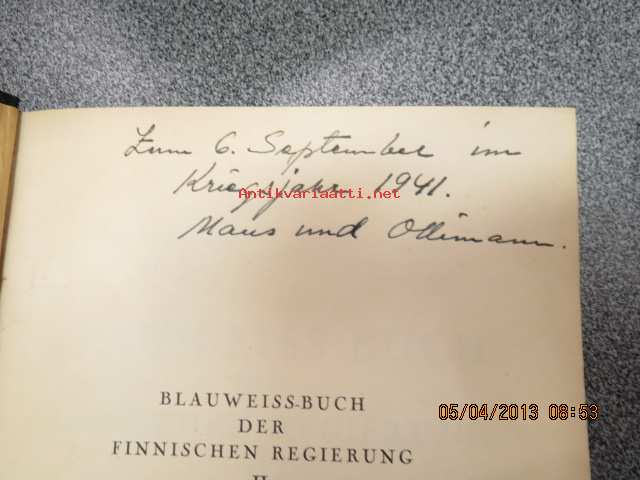 Zum 6. September im
Kriegsjahr 1941.
Antikvariaatti.net
Maus und Ollimann.
BLAUWEISS-BUCH
DER
FINNISCHEN REGIERUNG
II
05/04/2013 08:53